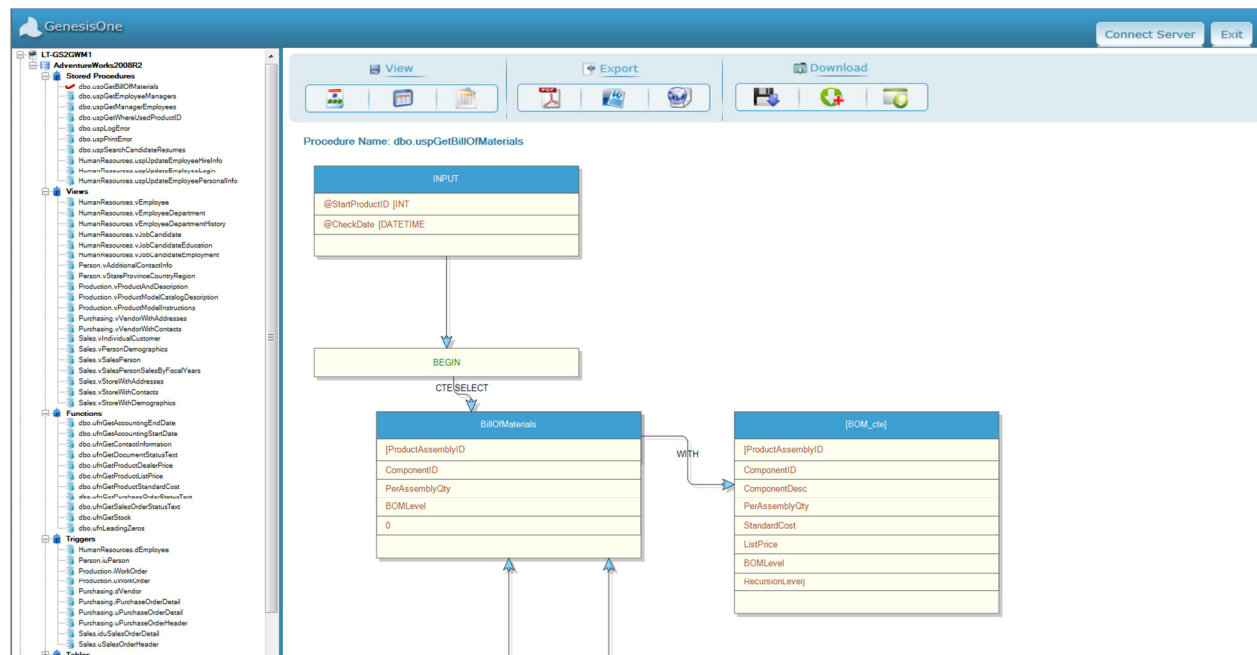 GenesisOne
Connect Server
Exit
LT-GS2GWM1
AdventureWorks2008R2
Stored Procedures
dbo.uspGetBillOfMaterials
dbo.uspGetEmployeeManagers
dbo.uspGetManagerEmployees
dbo.uspGetWhereUsedProductID
dbo.uspLogError
dbo.uspPrintError
dbo.uspSearchCandidateResumes
HumanResources.uspUpdateEmployeeHireInfo
HumanResources.uspUpdateEmployeeLogin
HumanResources.uspUpdateEmployeePersonalInfo
Views
HumanResources.vEmployee
HumanResources.vEmployeeDepartment
HumanResources.vEmployeeDepartmentHistory
HumanResources.vJobCandidate
HumanResources.vJobCandidateEducation
HumanResources.vJobCandidateEmployment
Person.vAdditionalContactInfo
Person.vStateProvinceCountryRegion
Production.vProductAndDescription
Production.vProductModelCatalogDescription
Production.vProductModelInstructions
Purchasing.vVendorWithAddresses
Purchasing.vVendorWithContacts
Sales.vIndividualCustomer
Sales.vPersonDemographics
Sales.vSalesPerson
Sales.vSalesPersonSalesByFiscalYears
Sales.vStoreWithAddresses
Sales.vStoreWithContacts
Sales.vStoreWithDemographics
Functions
dbo.ufnGetAccountingEndDate
dbo.ufnGetAccountingStartDate
dbo.ufnGetContactInformation
dbo.ufnGetDocumentStatusText
dbo.ufnGetProductDealerPrice
dbo.ufnGetProductListPrice
dbo.ufnGetProductStandardCost
dbo.ufnGetPurchaseOrderStatusText
dbo.ufnGetSalesOrderStatusText
dbo.ufnGetStock
dbo.ufnLeadingZeros
Triggers
HumanResources.dEmployee
Person.iuPerson
Production.iWorkOrder
Production.uWorkOrder
Purchasing.dVendor
Purchasing.iPurchaseOrderDetail
Purchasing.uPurchaseOrderDetail
Purchasing.uPurchaseOrderHeader
Sales.iduSalesOrderDetail
Sales.uSalesOrderHeader
Tables
View
Export
Download
PDF
Procedure Name: dbo.uspGetBillOfMaterials
INPUT
@StartProductID [INT
@CheckDate [DATETIME
BEGIN
CTE SELECT
BillOfMaterials
[ProductAssemblyID
ComponentID
PerAssemblyQty
BOMLevel
0
WITH
[BOM_cte]
[ProductAssemblyID
ComponentID
ComponentDesc
PerAssemblyQty
StandardCost
ListPrice
BOMLevel
RecursionLevel]